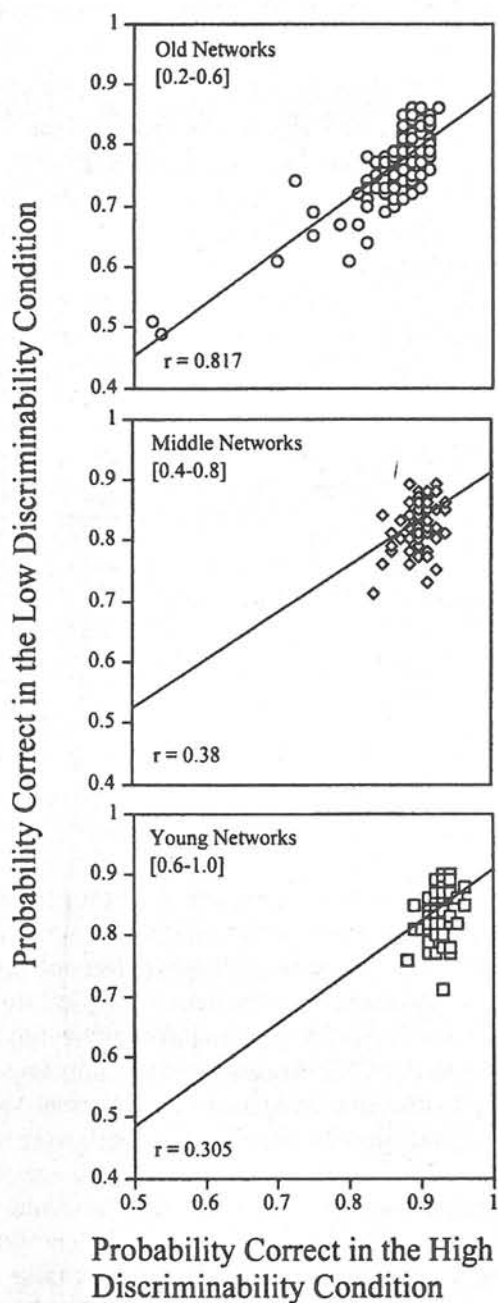 Probability Correct in the Low Discriminability Condition
1
0.9
0.8
0.7
0.6
0.5
0.4
Old Networks
[0.2-0.6]
r = 0.817
1
0.9
0.8
0.7
0.6
0.5
0.4
Middle Networks
[0.4-0.8]
r = 0.38
1
0.9
0.8
0.7
0.6
0.5
0.4
Young Networks
[0.6-1.0]
r = 0.305
0.5 0.6 0.7 0.8 0.9 1
Probability Correct in the High
Discriminability Condition